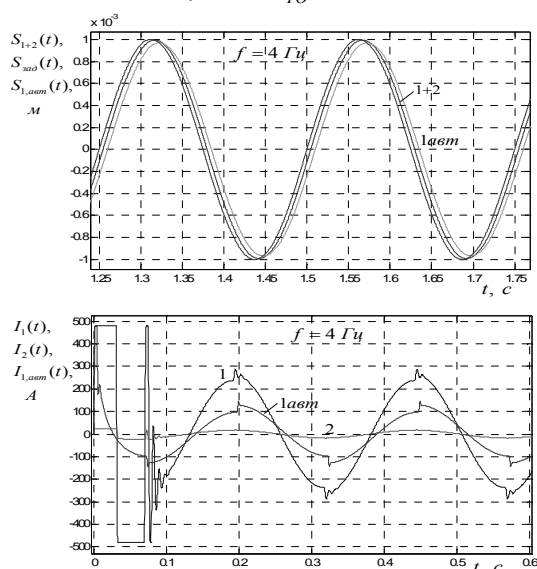 TO
x 10⁻³
S₁₊₂(t),
S_зад(t),
S₁,авт(t),
м
1
0.8
0.6
0.4
0.2
0
-0.2
-0.4
-0.6
-0.8
-1
f = 4 Гц
1+2
1авт
1.25 1.3 1.35 1.4 1.45 1.5 1.55 1.6 1.65 1.7 1.75
t, с
I₁(t),
I₂(t),
I₁,авт(t),
А
500
400
300
200
100
0
-100
-200
-300
-400
-500
f = 4 Гц
1
1авт
2
0 0.1 0.2 0.3 0.4 0.5 0.6
t, с